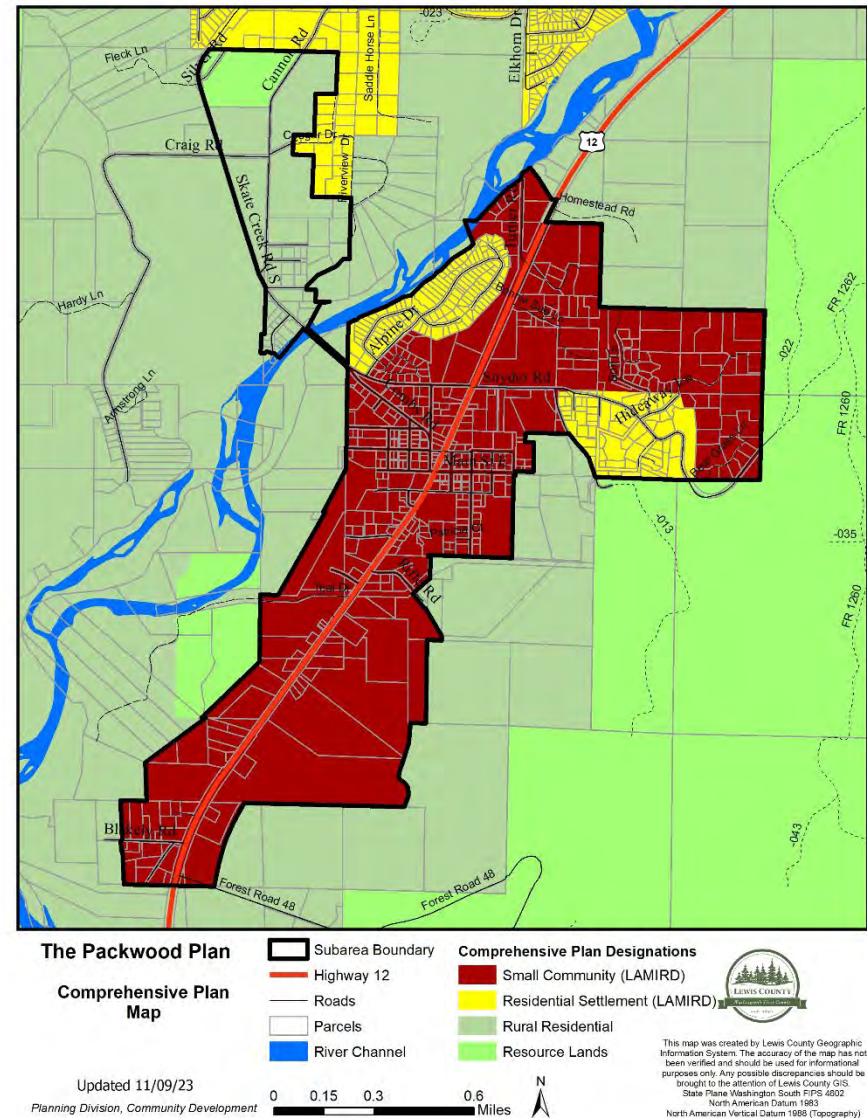 -023
Fleck Ln
Silver Rd
Cannon Rd
Saddle Horse Ln
Elkhorn Dr
12
Craig Rd
Cougar Dr
Riverview Dr
Skate Creek Rd S
Homestead Rd
Hardy Ln
Alpine Dr
FR 1262
-022
Snyder Rd
Hideaway
Armstrong Ln
FR 1260
Main St E
-013
-035
Teal Dr
FR 1260
Blakely Rd
-043
Forest Road 48
Forest Road 48
The Packwood Plan
Comprehensive Plan
Map
Updated 11/09/23
Planning Division, Community Development
Subarea Boundary
Highway 12
Roads
Parcels
River Channel
0 0.15 0.3 0.6
Miles
N
Comprehensive Plan Designations
Small Community (LAMIRD)
Residential Settlement (LAMIRD)
Rural Residential
Resource Lands
LEWIS COUNTY
This map was created by Lewis County Geographic
Information System. The accuracy of the map has not
been verified and should be used for informational
purposes only. Any possible discrepancies should be
brought to the attention of Lewis County GIS.
State Plane Washington South FIPS 4602
North American Datum 1983
North American Vertical Datum 1988 (Topography)